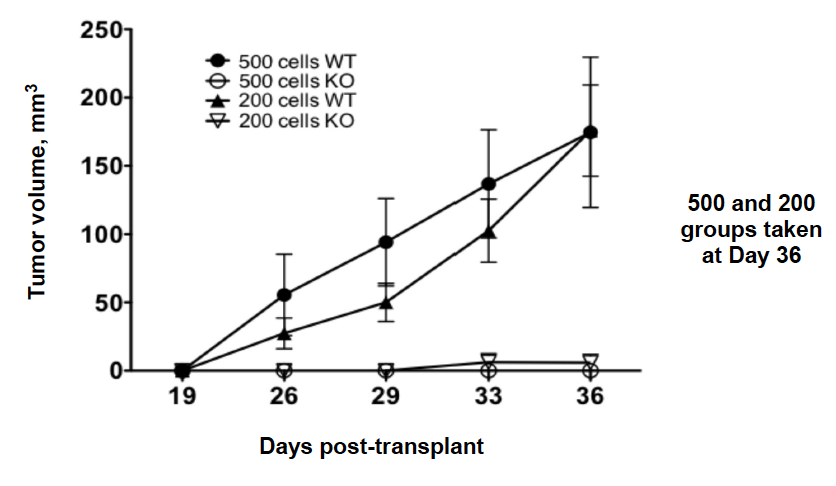 250
200
150
100
50
0
Tumor volume, mm³
500 cells WT
500 cells KO
200 cells WT
200 cells KO
19 26 29 33 36
Days post-transplant
500 and 200
groups taken
at Day 36